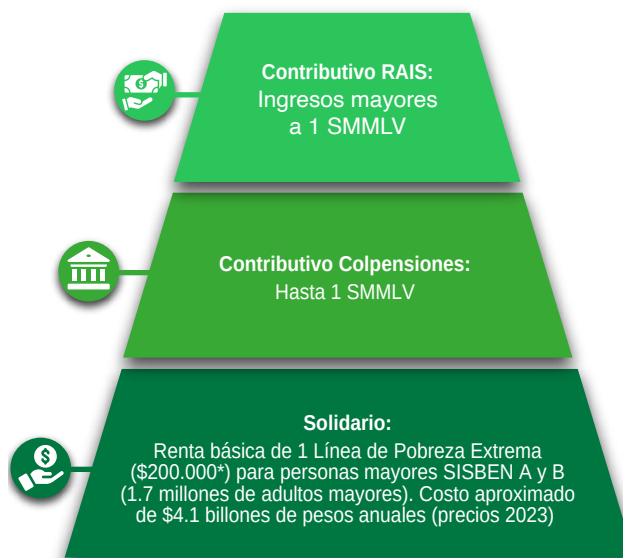 Contributivo RAIS:
Ingresos mayores
a 1 SMMLV
Contributivo Colpensiones:
Hasta 1 SMMLV
Solidario:
Renta básica de 1 Línea de Pobreza Extrema
($200.000*) para personas mayores SISBEN A y B
(1.7 millones de adultos mayores). Costo aproximado
de $4.1 billones de pesos anuales (precios 2023)